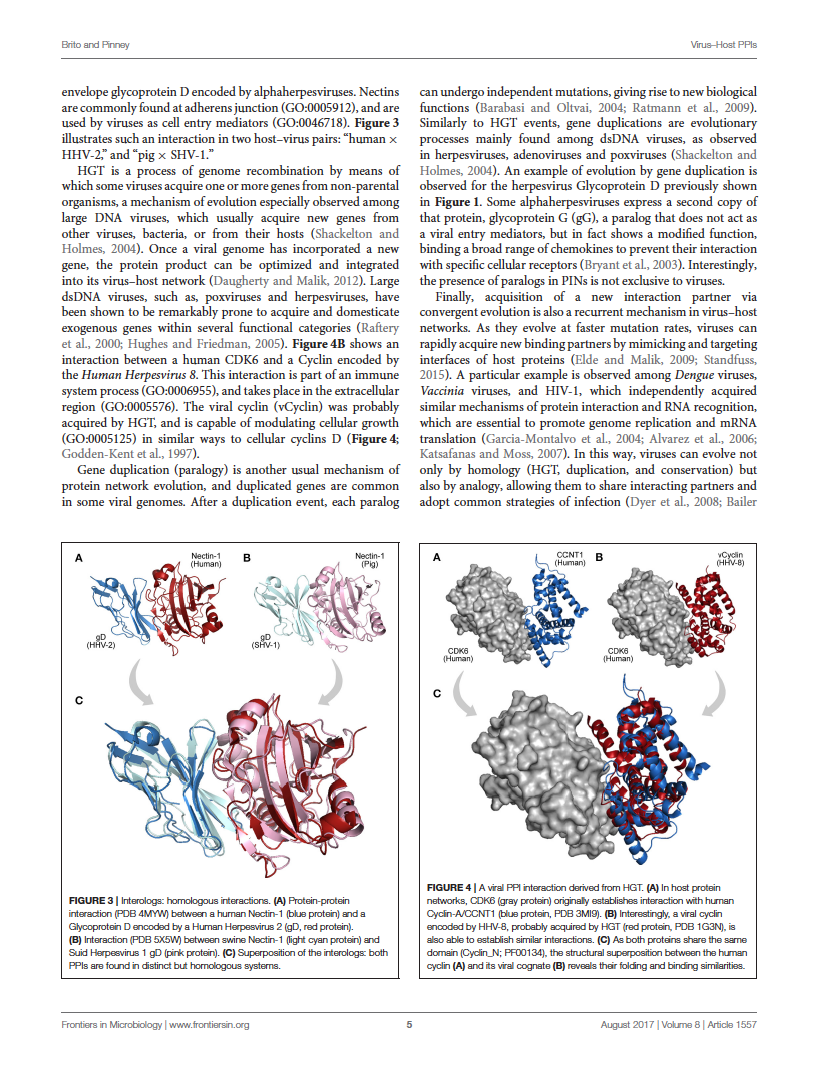 Brito and Pinney
Virus–Host PPIs
envelope glycoprotein D encoded by alphaherpesviruses. Nectins
are commonly found at adherens junction (GO:0005912), and are
used by viruses as cell entry mediators (GO:0046718). Figure 3
illustrates such an interaction in two host–virus pairs: “human ×
HHV-2,” and “pig × SHV-1.”
HGT is a process of genome recombination by means of
which some viruses acquire one or more genes from non-parental
organisms, a mechanism of evolution especially observed among
large DNA viruses, which usually acquire new genes from
other viruses, bacteria, or from their hosts (Shackelton and
Holmes, 2004). Once a viral genome has incorporated a new
gene, the protein product can be optimized and integrated
into its virus–host network (Daugherty and Malik, 2012). Large
dsDNA viruses, such as, poxviruses and herpesviruses, have
been shown to be remarkably prone to acquire and domesticate
exogenous genes within several functional categories (Raftery
et al., 2000; Hughes and Friedman, 2005). Figure 4B shows an
interaction between a human CDK6 and a Cyclin encoded by
the Human Herpesvirus 8. This interaction is part of an immune
system process (GO:0006955), and takes place in the extracellular
region (GO:0005576). The viral cyclin (vCyclin) was probably
acquired by HGT, and is capable of modulating cellular growth
(GO:0005125) in similar ways to cellular cyclins D (Figure 4;
Godden-Kent et al., 1997).
Gene duplication (paralogy) is another usual mechanism of
protein network evolution, and duplicated genes are common
in some viral genomes. After a duplication event, each paralog
can undergo independent mutations, giving rise to new biological
functions (Barabasi and Oltvai, 2004; Ratmann et al., 2009).
Similarly to HGT events, gene duplications are evolutionary
processes mainly found among dsDNA viruses, as observed
in herpesviruses, adenoviruses and poxviruses (Shackelton and
Holmes, 2004). An example of evolution by gene duplication is
observed for the herpesvirus Glycoprotein D previously shown
in Figure 1. Some alphaherpesviruses express a second copy of
that protein, glycoprotein G (gG), a paralog that does not act as
a viral entry mediators, but in fact shows a modified function,
binding a broad range of chemokines to prevent their interaction
with specific cellular receptors (Bryant et al., 2003). Interestingly,
the presence of paralogs in PINs is not exclusive to viruses.
Finally, acquisition of a new interaction partner via
convergent evolution is also a recurrent mechanism in virus–host
networks. As they evolve at faster mutation rates, viruses can
rapidly acquire new binding partners by mimicking and targeting
interfaces of host proteins (Elde and Malik, 2009; Standfuss,
2015). A particular example is observed among Dengue viruses,
Vaccinia viruses, and HIV-1, which independently acquired
similar mechanisms of protein interaction and RNA recognition,
which are essential to promote genome replication and mRNA
translation (Garcia-Montalvo et al., 2004; Alvarez et al., 2006;
Katsafanas and Moss, 2007). In this way, viruses can evolve not
only by homology (HGT, duplication, and conservation) but
also by analogy, allowing them to share interacting partners and
adopt common strategies of infection (Dyer et al., 2008; Bailer
A
Nectin-1
(Human)
gD
(HHV-2)
B
Nectin-1
(Pig)
gD
(SHV-1)
C
FIGURE 3 | Interologs: homologous interactions. (A) Protein-protein
interaction (PDB 4MYW) between a human Nectin-1 (blue protein) and a
Glycoprotein D encoded by a Human Herpesvirus 2 (gD, red protein).
(B) Interaction (PDB 5X5W) between swine Nectin-1 (light cyan protein) and
Suid Herpesvirus 1 gD (pink protein). (C) Superposition of the interologs: both
PPIs are found in distinct but homologous systems.
A
CCNT1
(Human)
CDK6
(Human)
B
vCyclin
(HHV-8)
CDK6
(Human)
C
FIGURE 4 | A viral PPI interaction derived from HGT. (A) In host protein
networks, CDK6 (gray protein) originally establishes interaction with human
Cyclin-A/CCNT1 (blue protein, PDB 3MI9). (B) Interestingly, a viral cyclin
encoded by HHV-8, probably acquired by HGT (red protein, PDB 1G3N), is
also able to establish similar interactions. (C) As both proteins share the same
domain (Cyclin_N; PF00134), the structural superposition between the human
cyclin (A) and its viral cognate (B) reveals their folding and binding similarities.
Frontiers in Microbiology | www.frontiersin.org
5
August 2017 | Volume 8 | Article 1557